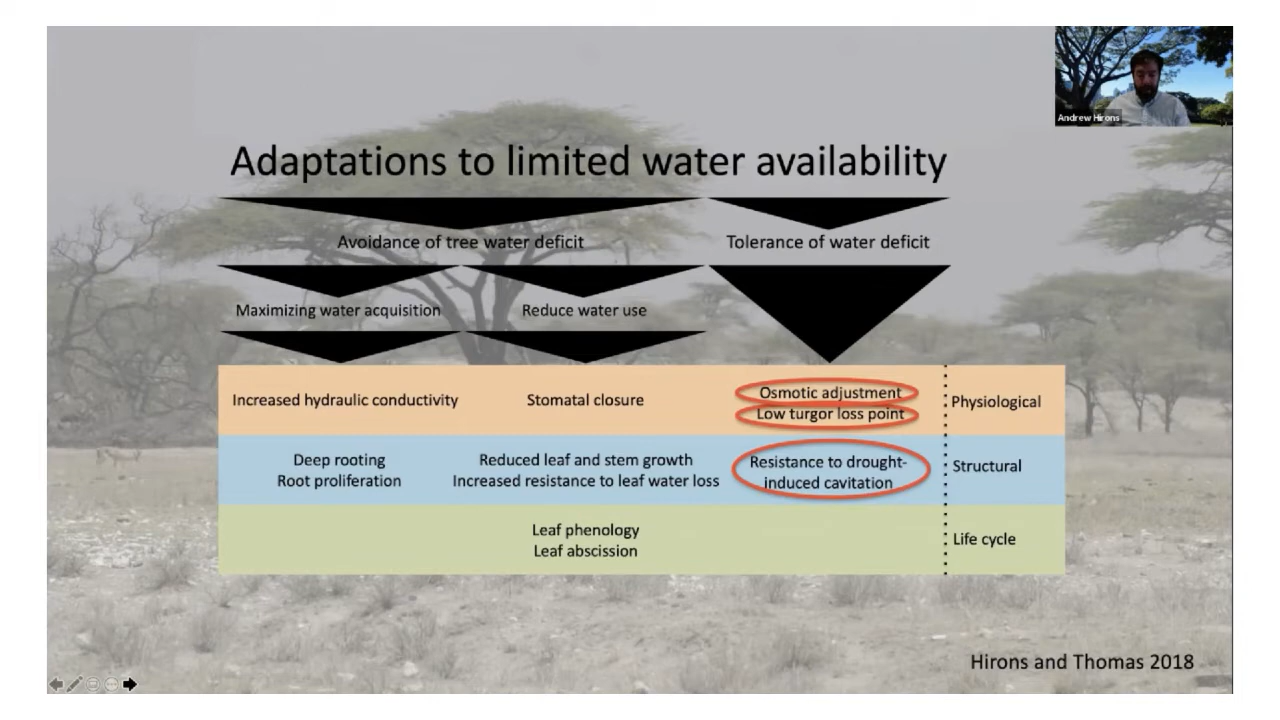 Andrew Hirons
Adaptations to limited water availability
Avoidance of tree water deficit
Tolerance of water deficit
Maximizing water acquisition
Reduce water use
Increased hydraulic conductivity
Stomatal closure
Osmotic adjustment
Low turgor loss point
Physiological
Deep rooting
Root proliferation
Reduced leaf and stem growth
Increased resistance to leaf water loss
Resistance to drought-
induced cavitation
Structural
Leaf phenology
Leaf abscission
Life cycle
Hirons and Thomas 2018